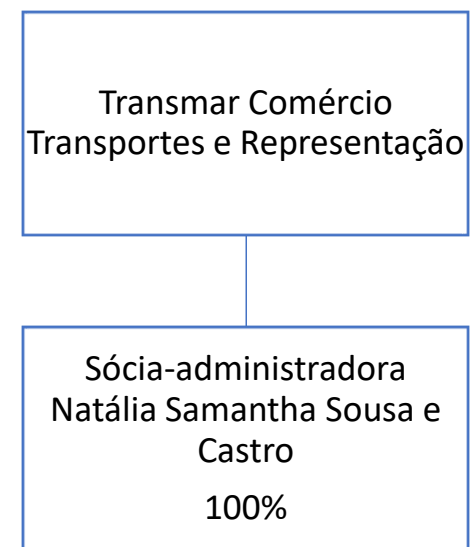 Transmar Comércio
Transportes e Representação
Sócia-administradora
Natália Samantha Sousa e
Castro
100%